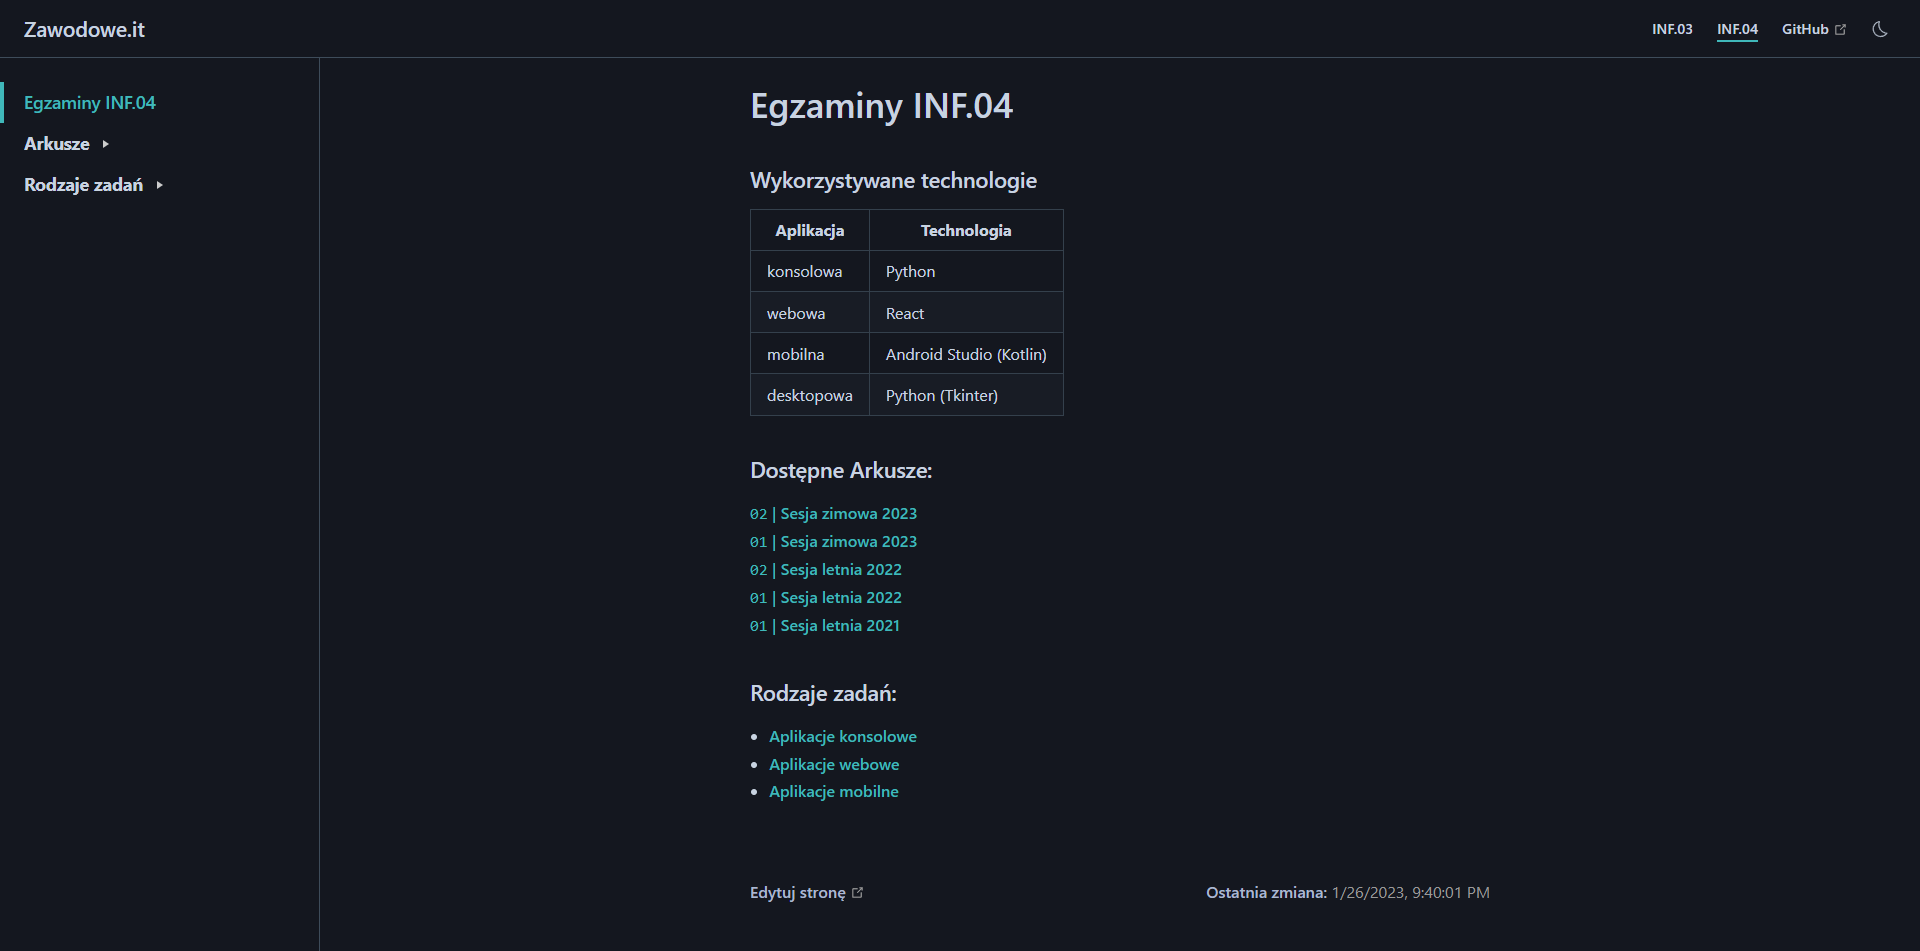 Zawodowe.it
INF.03 INF.04 GitHub
Egzaminy INF.04
Arkusze
Rodzaje zadań
Egzaminy INF.04
Wykorzystywane technologie
Aplikacja Technologia
konsolowa Python
webowa React
mobilna Android Studio (Kotlin)
desktopowa Python (Tkinter)
Dostępne Arkusze:
02 | Sesja zimowa 2023
01 | Sesja zimowa 2023
02 | Sesja letnia 2022
01 | Sesja letnia 2022
01 | Sesja letnia 2021
Rodzaje zadań:
Aplikacje konsolowe
Aplikacje webowe
Aplikacje mobilne
Edytuj stronę Ostatnia zmiana: 1/26/2023, 9:40:01 PM